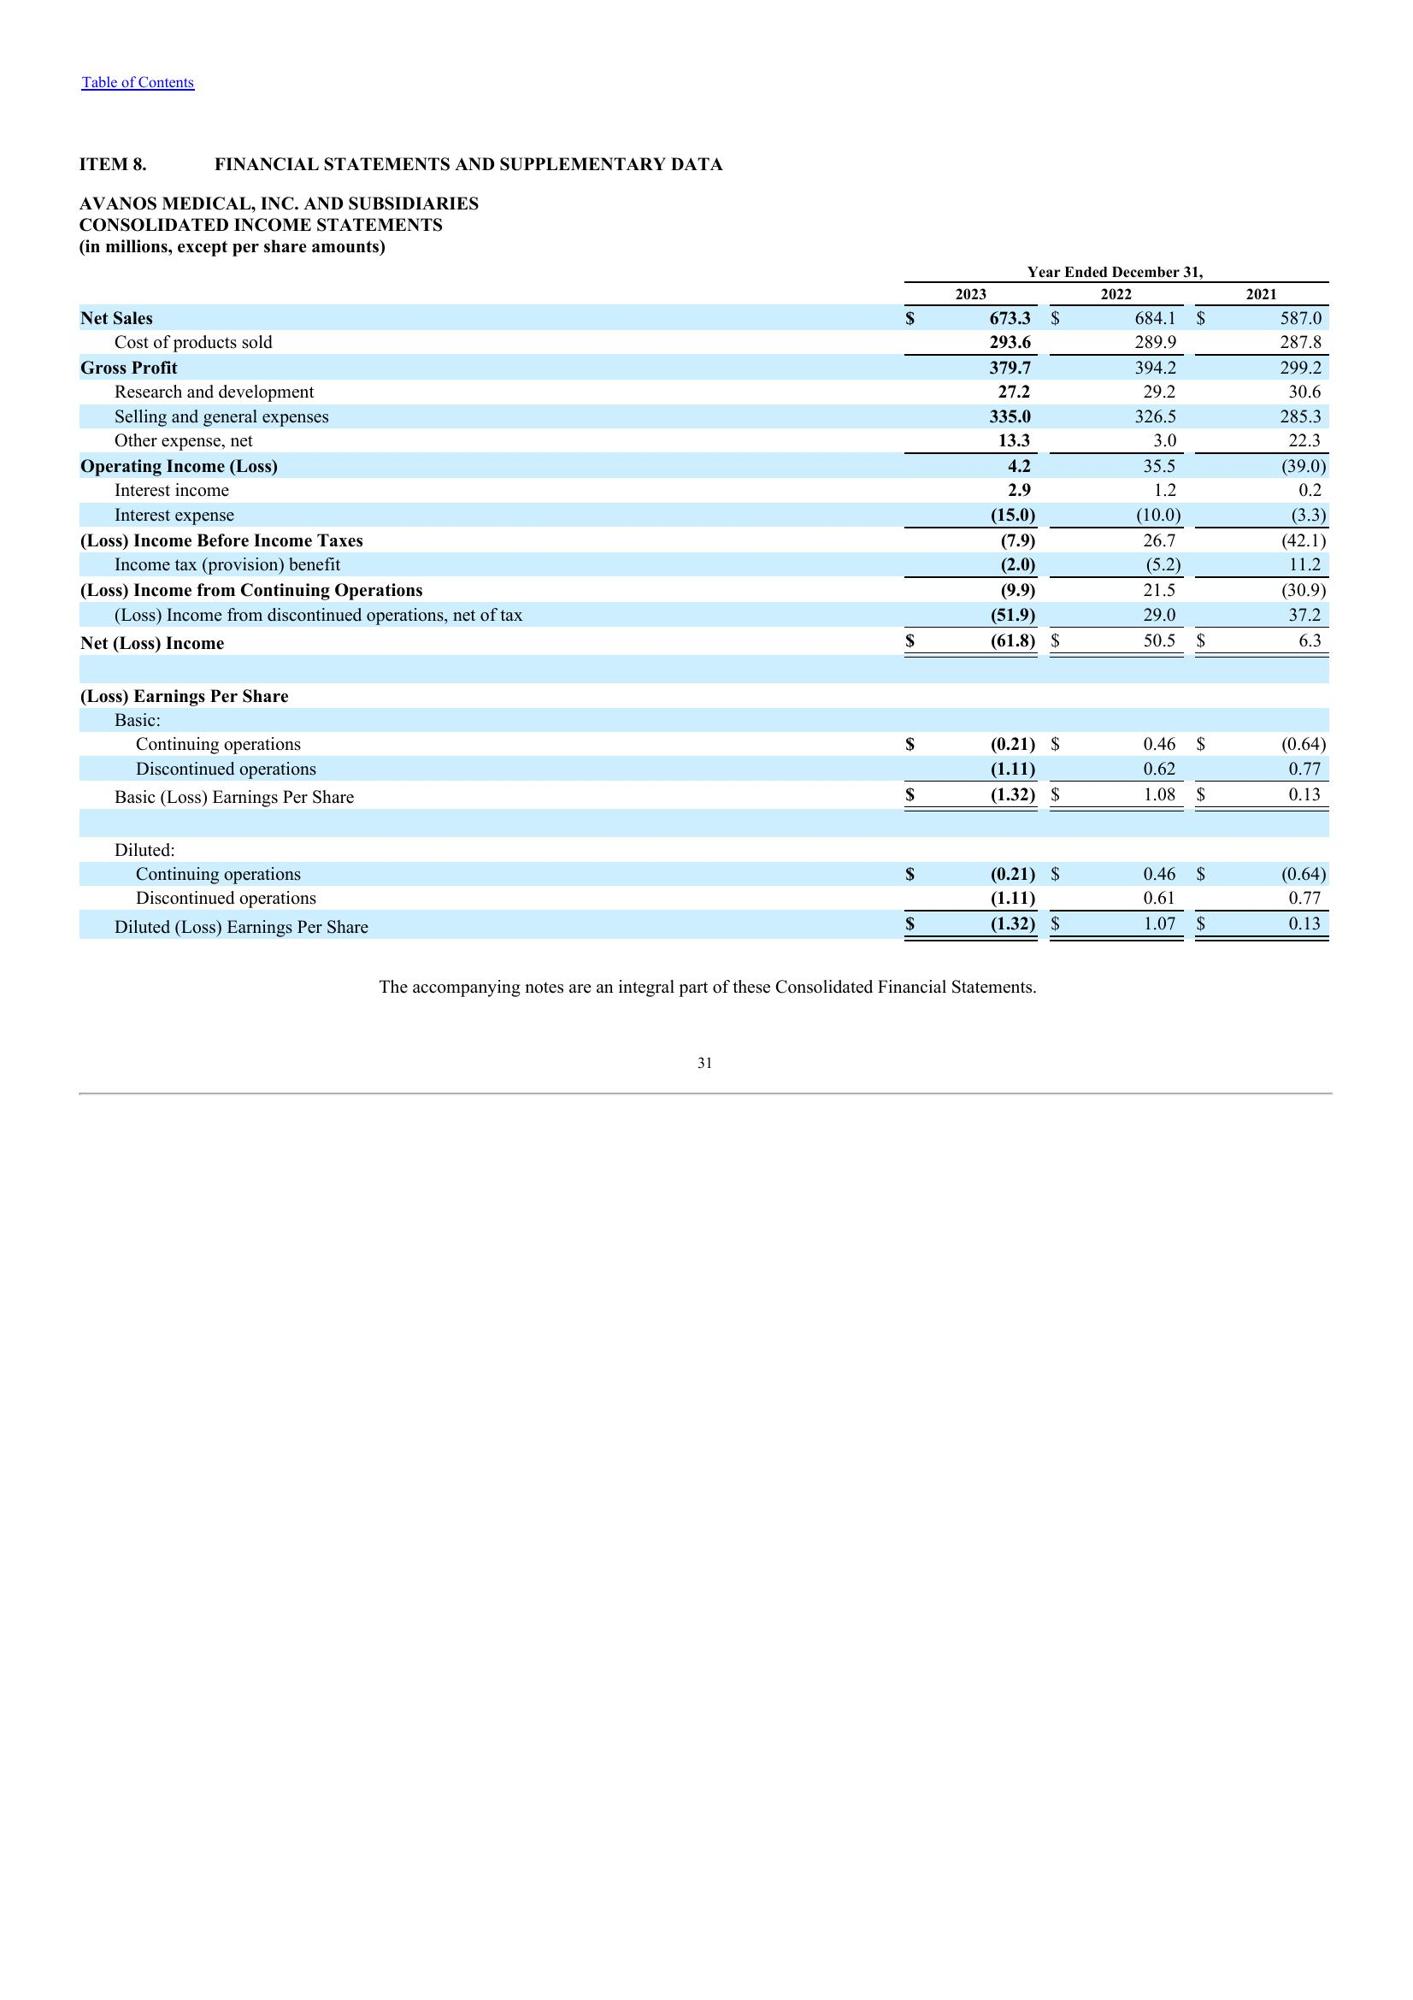 Table of Contents
ITEM 8. FINANCIAL STATEMENTS AND SUPPLEMENTARY DATA
AVANOS MEDICAL, INC. AND SUBSIDIARIES
CONSOLIDATED INCOME STATEMENTS
(in millions, except per share amounts)
Year Ended December 31,
2023 2022 2021
Net Sales $ 673.3 $ 684.1 $ 587.0
Cost of products sold 293.6 289.9 287.8
Gross Profit 379.7 394.2 299.2
Research and development 27.2 29.2 30.6
Selling and general expenses 335.0 326.5 285.3
Other expense, net 13.3 3.0 22.3
Operating Income (Loss) 4.2 35.5 (39.0)
Interest income 2.9 1.2 0.2
Interest expense (15.0) (10.0) (3.3)
(Loss) Income Before Income Taxes (7.9) 26.7 (42.1)
Income tax (provision) benefit (2.0) (5.2) 11.2
(Loss) Income from Continuing Operations (9.9) 21.5 (30.9)
(Loss) Income from discontinued operations, net of tax (51.9) 29.0 37.2
Net (Loss) Income $ (61.8) $ 50.5 $ 6.3
(Loss) Earnings Per Share
Basic:
Continuing operations $ (0.21) $ 0.46 $ (0.64)
Discontinued operations (1.11) 0.62 0.77
Basic (Loss) Earnings Per Share $ (1.32) $ 1.08 $ 0.13
Diluted:
Continuing operations $ (0.21) $ 0.46 $ (0.64)
Discontinued operations (1.11) 0.61 0.77
Diluted (Loss) Earnings Per Share $ (1.32) $ 1.07 $ 0.13
The accompanying notes are an integral part of these Consolidated Financial Statements.
31